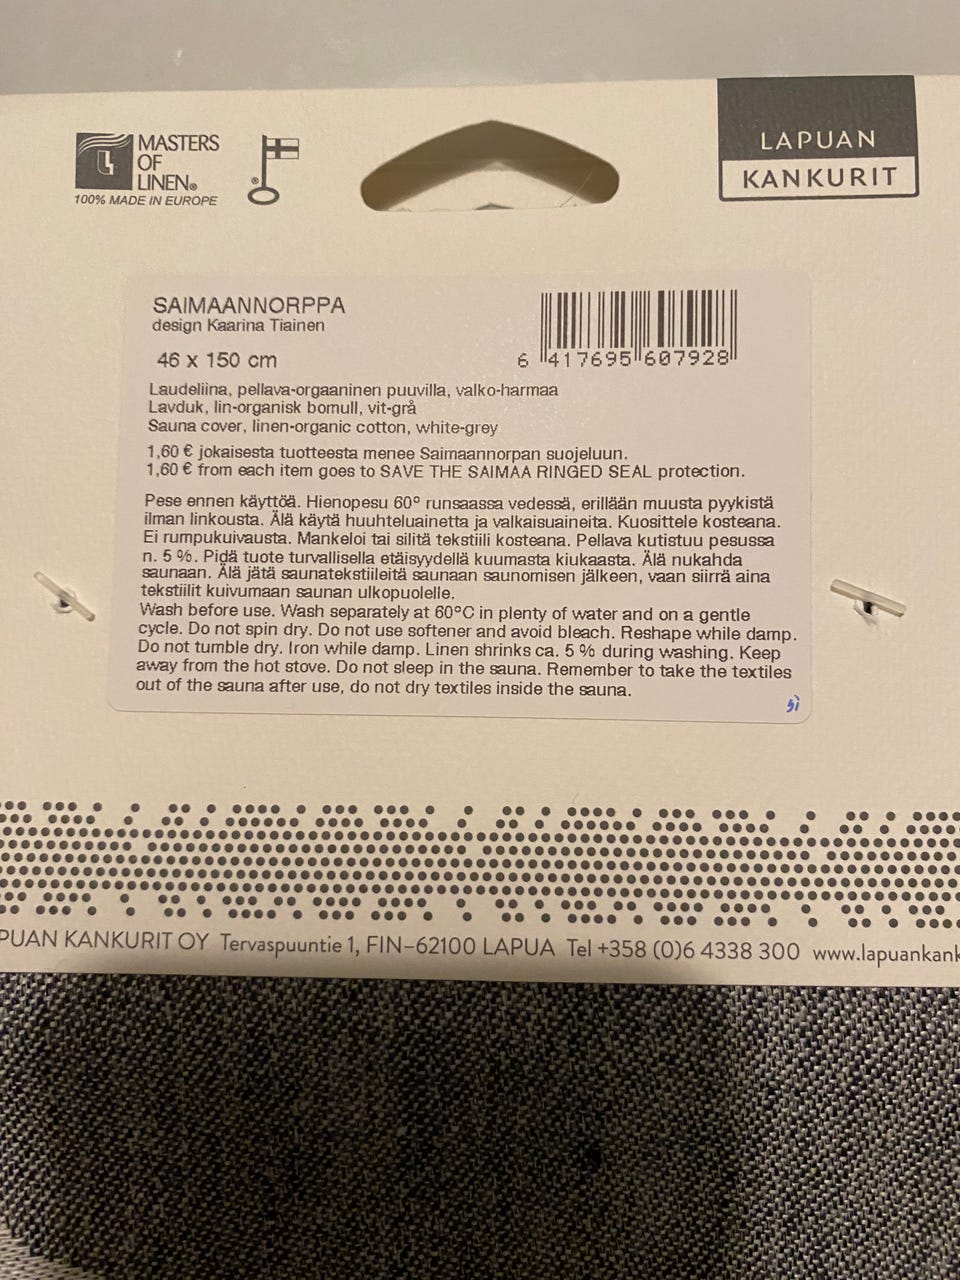 MASTERS
OF
LINEN®
100% MADE IN EUROPE
®
LAPUAN
KANKURIT
SAIMAANNORPPA
design Kaarina Tiainen
46 x 150 cm
6 417695 607928
Laudeliina, pellava-orgaaninen puuvilla, valko-harmaa
Lavduk, lin-organisk bomull, vit-grå
Sauna cover, linen-organic cotton, white-grey
1,60 € jokaisesta tuotteesta menee Saimaannorpan suojeluun.
1,60 € from each item goes to SAVE THE SAIMAA RINGED SEAL protection.
Pese ennen käyttöä. Hienopesu 60° runsaassa vedessä, erillään muusta pyykistä
ilman linkousta. Älä käytä huuhteluainetta ja valkaisuaineita. Kuosittele kosteana.
Ei rumpukuivausta. Mankeloi tai silitä tekstiili kosteana. Pellava kutistuu pesussa
n. 5 %. Pidä tuote turvallisella etäisyydellä kuumasta kiukaasta. Älä nukahda
saunaan. Älä jätä saunatekstiileitä saunaan saunomisen jälkeen, vaan siirrä aina
tekstiilit kuivumaan saunan ulkopuolelle.
Wash before use. Wash separately at 60°C in plenty of water and on a gentle
cycle. Do not spin dry. Do not use softener and avoid bleach. Reshape while damp.
Do not tumble dry. Iron while damp. Linen shrinks ca. 5 % during washing. Keep
away from the hot stove. Do not sleep in the sauna. Remember to take the textiles
out of the sauna after use, do not dry textiles inside the sauna.
PUAN KANKURIT OY Tervaspuuntie 1, FIN-62100 LAPUA Tel +358 (0)6 4338 300 www.lapuankank